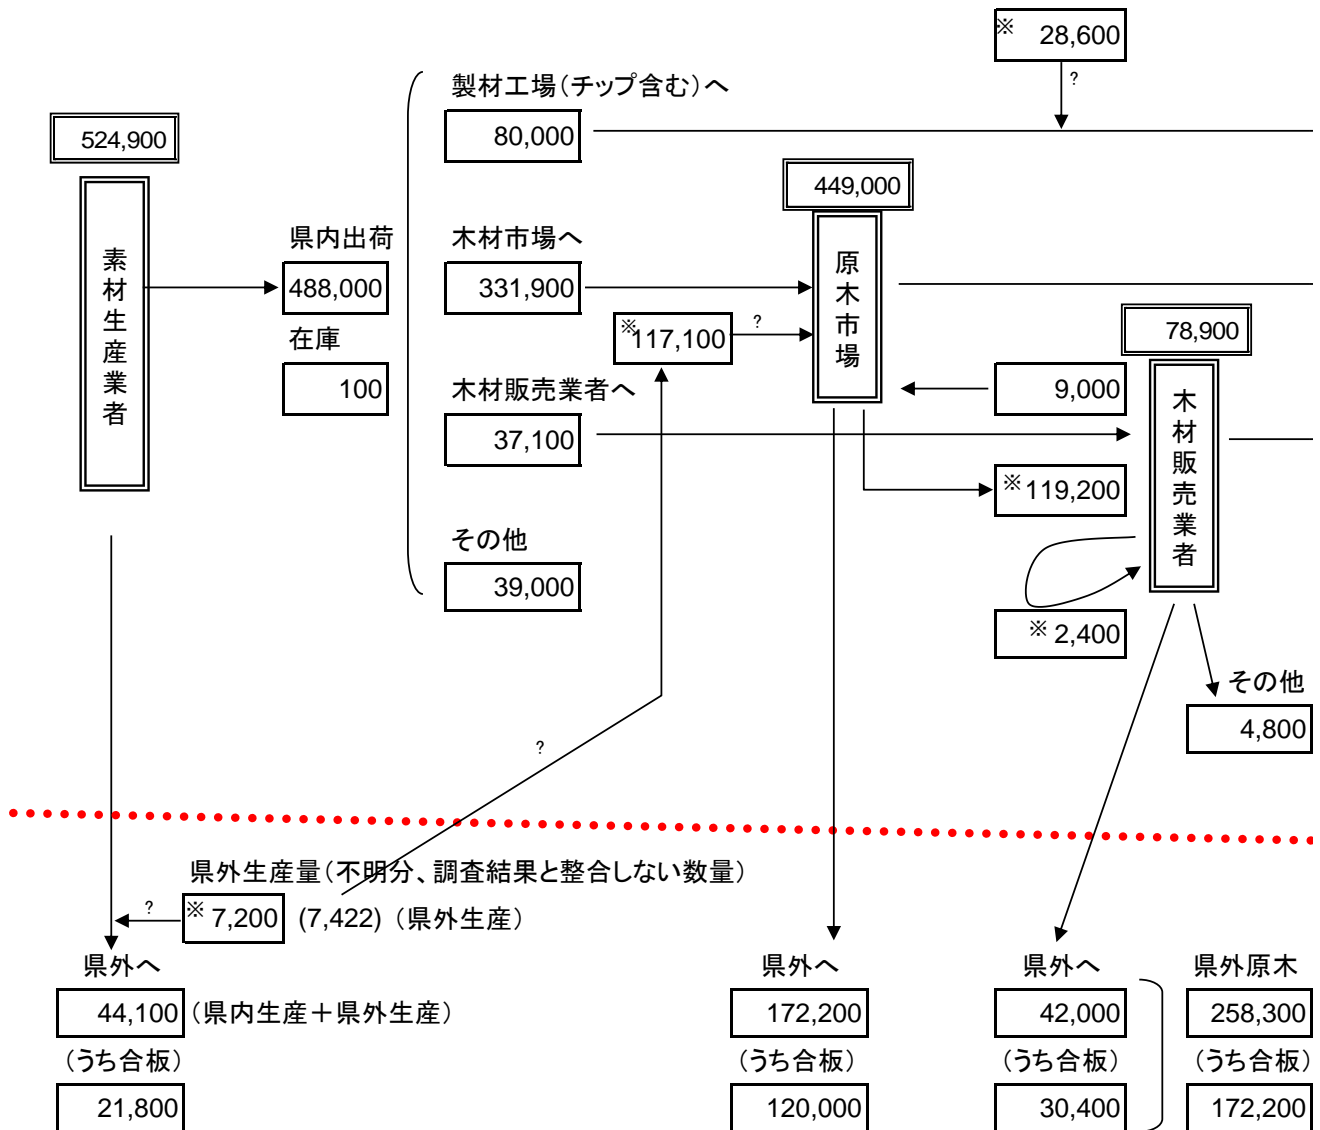 ※ 28,600
?
製材工場(チップ含む)へ
80,000
524,900
449,000
素材生産業者
県内出荷
488,000
在庫
100
木材市場へ
331,900
※117,100
?
原木市場
78,900
9,000
木材販売業者へ
37,100
※119,200
木材販売業者
その他
39,000
※ 2,400
その他
4,800
?
県外生産量(不明分、調査結果と整合しない数量)
?
※ 7,200 (7,422) (県外生産)
県外へ
44,100 (県内生産+県外生産)
(うち合板)
21,800
県外へ
172,200
(うち合板)
120,000
県外へ
42,000
(うち合板)
30,400
県外原木
258,300
(うち合板)
172,200